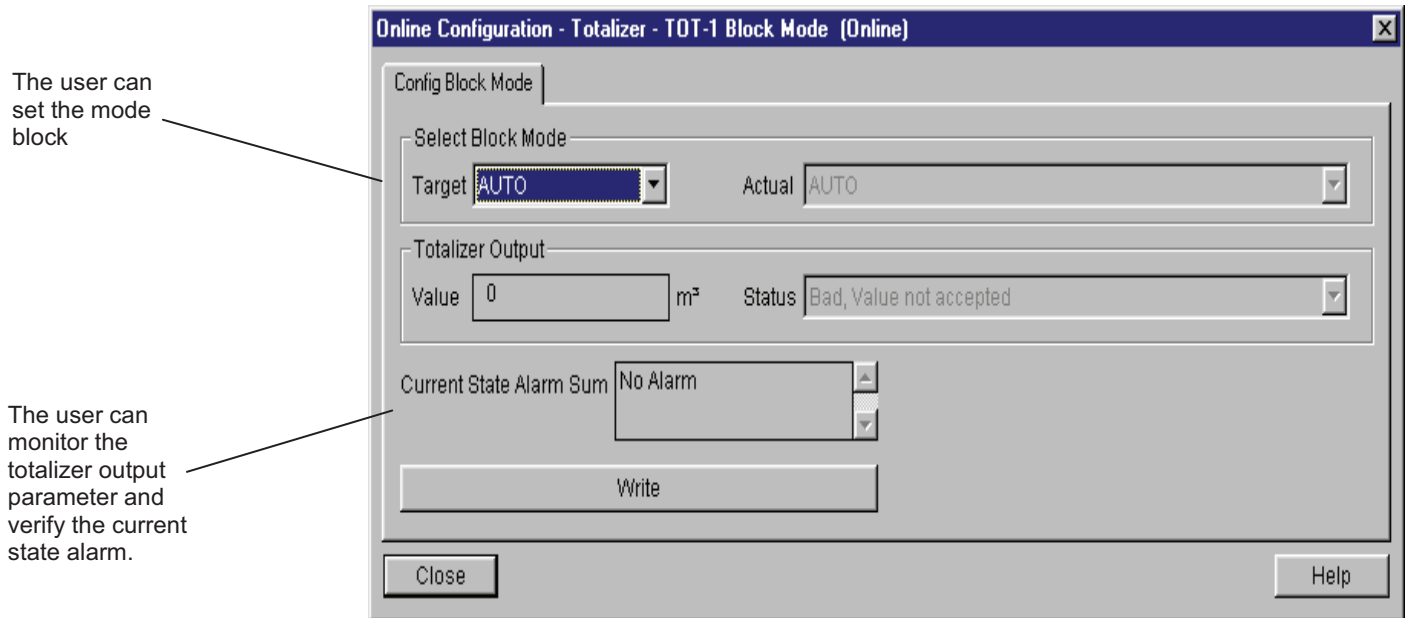 Online Configuration - Totalizer - TOT-1 Block Mode (Online)
The user can
set the mode
block
Config Block Mode
Select Block Mode
Target AUTO Actual AUTO
Totalizer Output
Value 0 m³ Status Bad, Value not accepted
Current State Alarm Sum No Alarm
The user can
monitor the
totalizer output
parameter and
verify the current
state alarm.
Write
Close Help